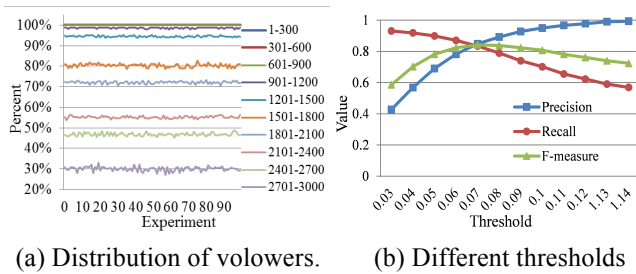 100%
90%
80%
70%
60%
50%
40%
30%
20%
Percent
0 10 20 30 40 50 60 70 80 90
Experiment
1-300
301-600
601-900
901-1200
1201-1500
1501-1800
1801-2100
2101-2400
2401-2700
2701-3000
(a) Distribution of volowers.
1
0.8
0.6
0.4
0.2
0
Value
0.03 0.04 0.05 0.06 0.07 0.08 0.09 0.1 0.11 0.12 1.13 1.14
Threshold
Precision
Recall
F-measure
(b) Different thresholds